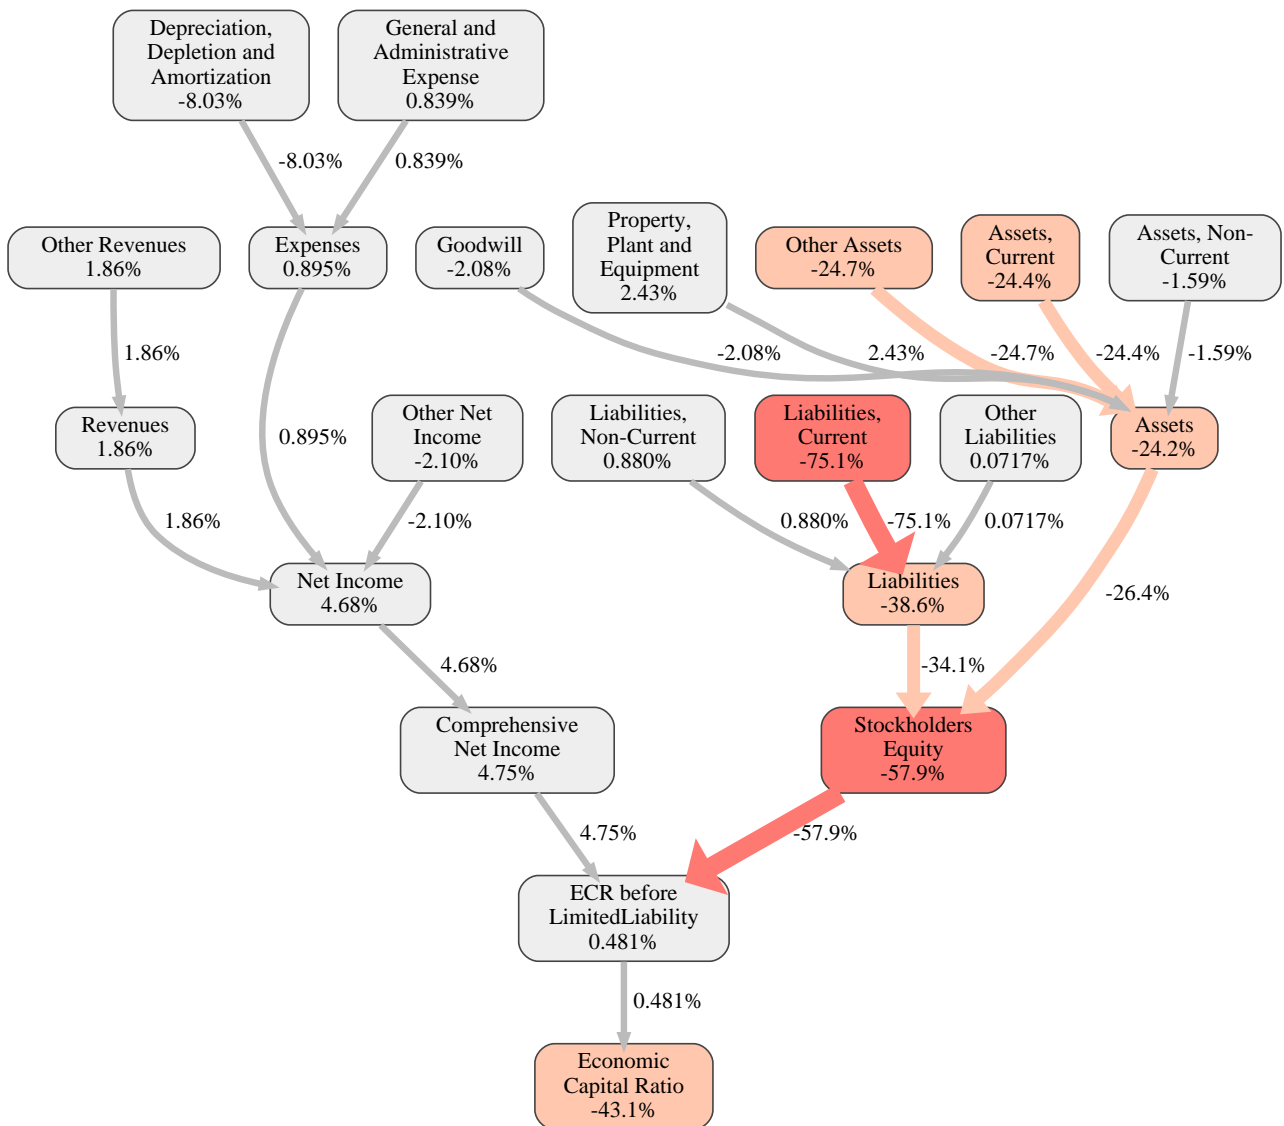 Depreciation,
Depletion and
Amortization
-8.03%
General and
Administrative
Expense
0.839%
-8.03%
0.839%
Other Revenues
1.86%
Expenses
0.895%
Goodwill
-2.08%
Property,
Plant and
Equipment
2.43%
Other Assets
-24.7%
Assets,
Current
-24.4%
Assets, Non-
Current
-1.59%
1.86%
-2.08%
2.43%
-24.7%
-24.4%
-1.59%
Revenues
1.86%
0.895%
Other Net
Income
-2.10%
Liabilities,
Non-Current
0.880%
Liabilities,
Current
-75.1%
Other
Liabilities
0.0717%
Assets
-24.2%
1.86%
-2.10%
0.880%
-75.1%
0.0717%
Net Income
4.68%
Liabilities
-38.6%
-26.4%
4.68%
-34.1%
Comprehensive
Net Income
4.75%
Stockholders
Equity
-57.9%
4.75%
-57.9%
ECR before
LimitedLiability
0.481%
0.481%
Economic
Capital Ratio
-43.1%